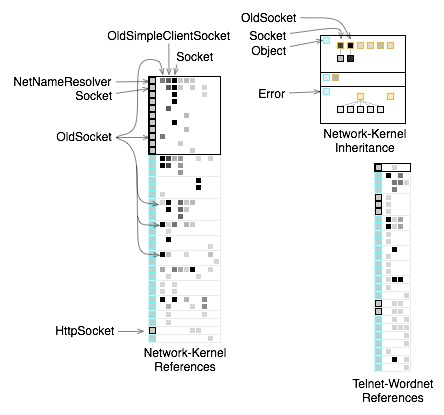 OldSimpleClientSocket
Socket
NetNameResolver
Socket
OldSocket
HttpSocket
Network-Kernel
References
OldSocket
Socket
Object
Error
Network-Kernel
Inheritance
Telnet-Wordnet
References